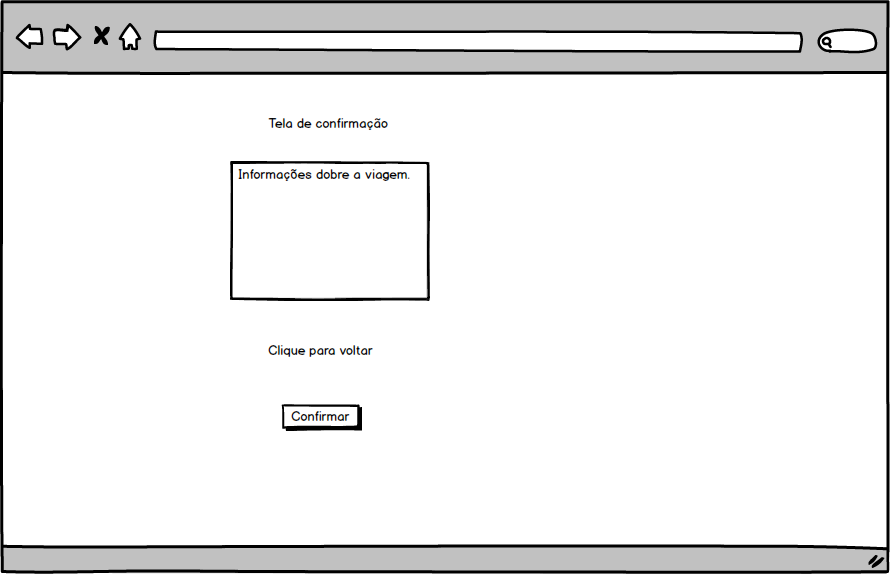 Tela de confirmação
Informações dobre a viagem.
Clique para voltar
Confirmar